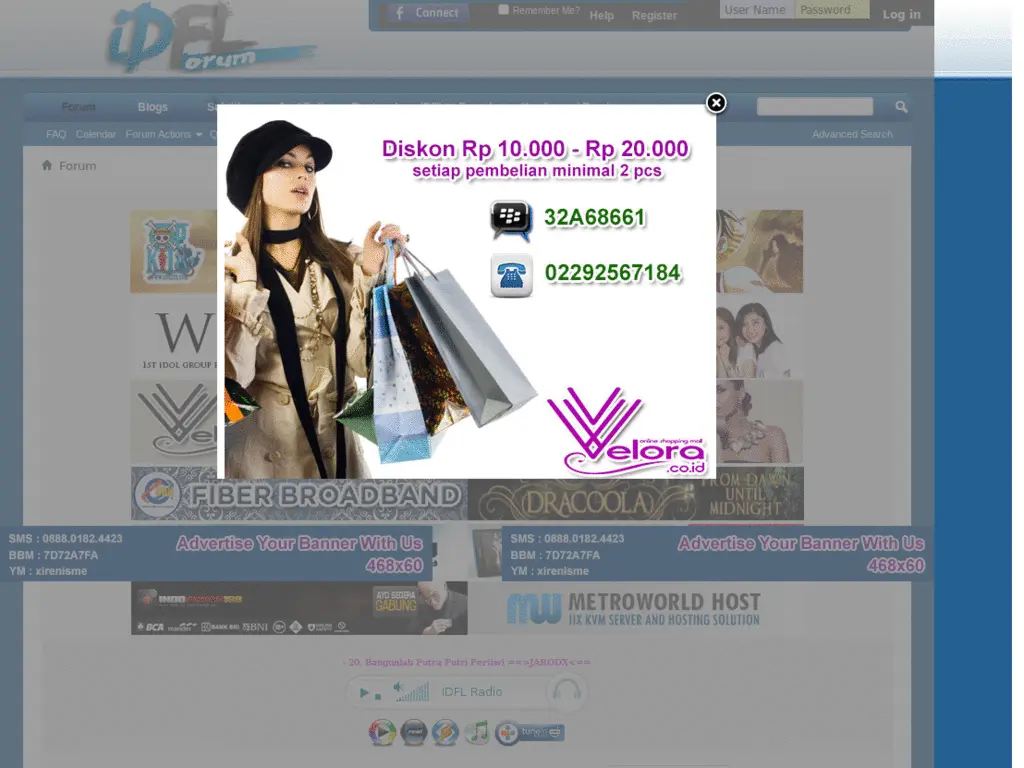 iDFL
Forum
Connect
Remember Me?
Help
Register
User Name
Password
Log in
Forum
Blogs
FAQ
Calendar
Forum Actions
Advanced Search
Forum
Diskon Rp 10.000 - Rp 20.000
setiap pembelian minimal 2 pcs
32A68661
02292567184
Velora
online shopping mall
.co.id
1ST IDOL GROUP
FIBER BROADBAND
DRACOOLA
FROM DAWN
UNTIL
MIDNIGHT
SMS : 0888.0182.4423
BBM : 7D72A7FA
YM : xirenisme
Advertise Your Banner With Us
468x60
SMS : 0888.0182.4423
BBM : 7D72A7FA
YM : xirenisme
Advertise Your Banner With Us
468x60
AYO SEGERA
GABUNG
BCA
mandiri
BANK BRI
BNI
METROWORLD HOST
IIX KVM SERVER AND HOSTING SOLUTION
- 20. Bangunlah Putra Putri Pertiwi ==>JARODX<==
IDFL Radio
tunein